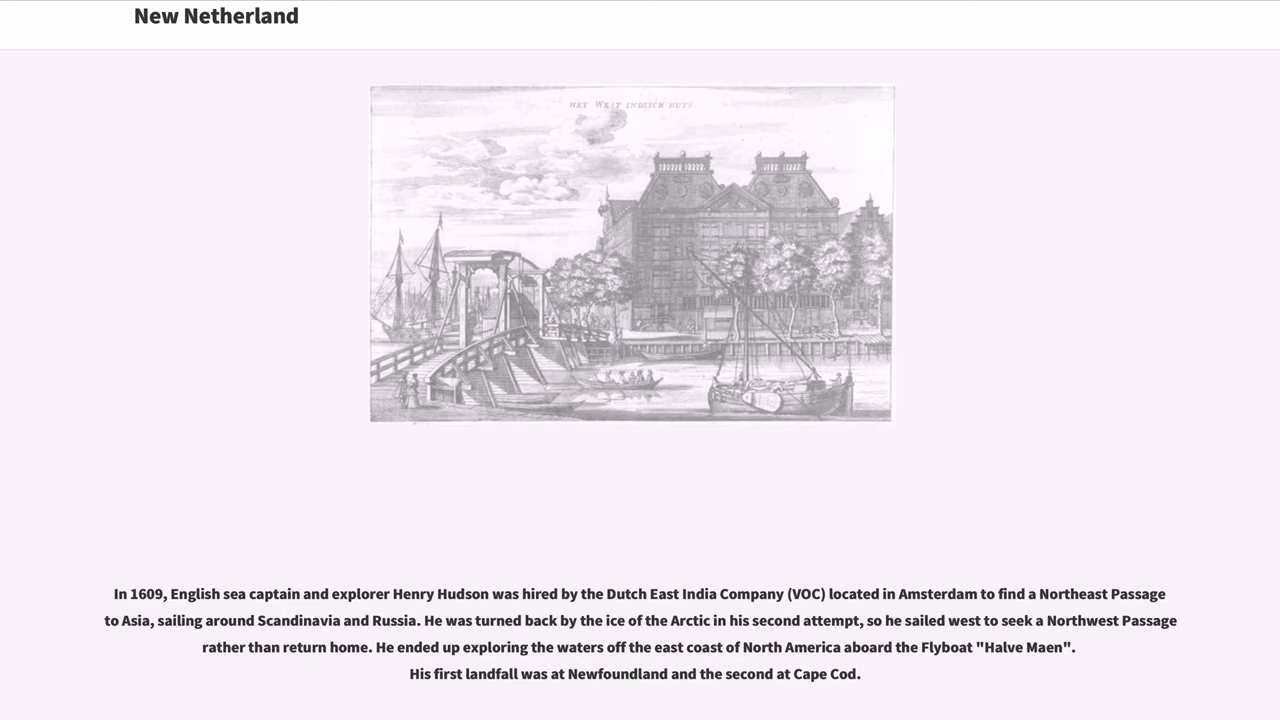 New Netherland
HET WEST INDISCH HUYS.
In 1609, English sea captain and explorer Henry Hudson was hired by the Dutch East India Company (VOC) located in Amsterdam to find a Northeast Passage
to Asia, sailing around Scandinavia and Russia. He was turned back by the ice of the Arctic in his second attempt, so he sailed west to seek a Northwest Passage
rather than return home. He ended up exploring the waters off the east coast of North America aboard the Flyboat "Halve Maen".
His first landfall was at Newfoundland and the second at Cape Cod.